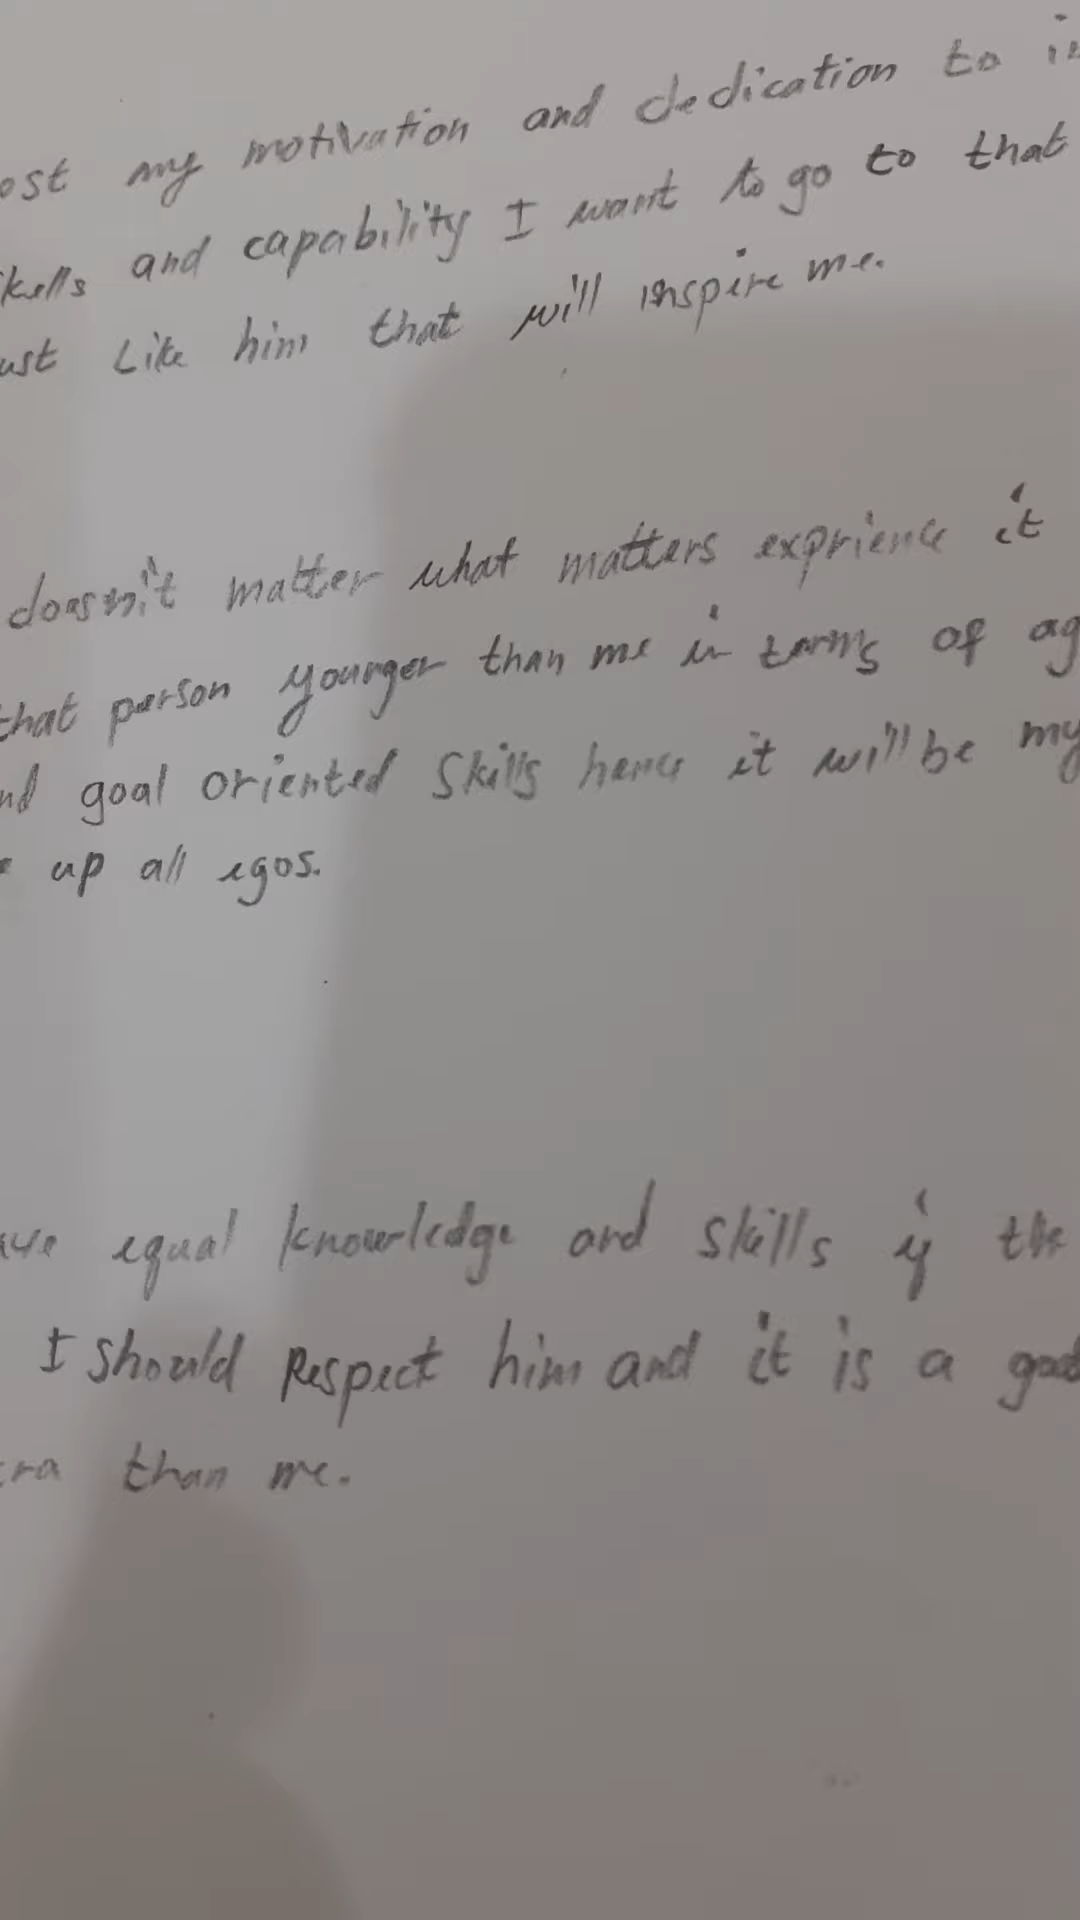 ost my motivation and dedication to
and capability I want to go to that
ust Like him that will inspire me.
doesn't matter what matters exprience it
that person younger than me in terms of ag
nd goal oriented Skills hence it will be my
up all egos.
equal knowledge and skills if the
I should Respect him and it is a good
tra than me.